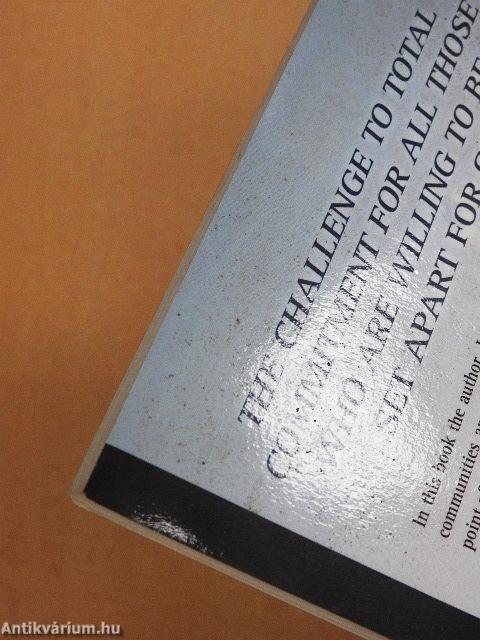 THE CHALLENGE TO TOTAL
COMMITMENT FOR ALL THOSE
WHO ARE WILLING TO BE
SET APART FOR
In this book the author
communities
point
Antikvárium.hu